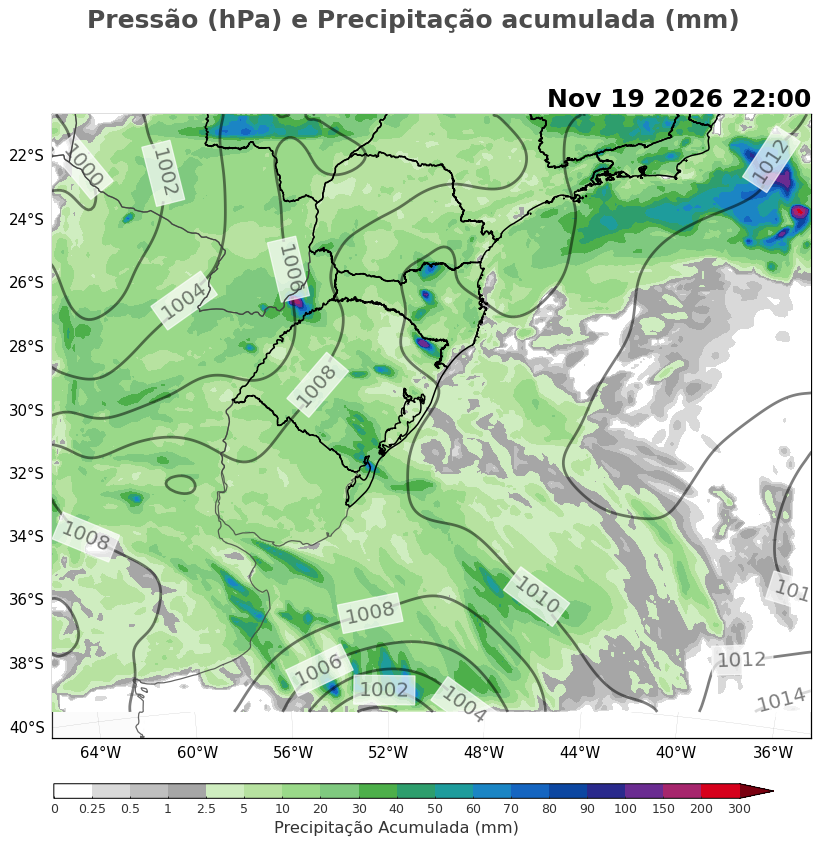 Pressão (hPa) e Precipitação acumulada (mm)
Nov 19 2026 22:00
1000
1002
1012
1006
1004
1008
1008
1010
101
1008
1006
1002
1004
1012
1014
22°S
24°S
26°S
28°S
30°S
32°S
34°S
36°S
38°S
40°S
64°W 60°W 56°W 52°W 48°W 44°W 40°W 36°W
0 0.25 0.5 1 2.5 5 10 20 30 40 50 60 70 80 90 100 150 200 300
Precipitação Acumulada (mm)